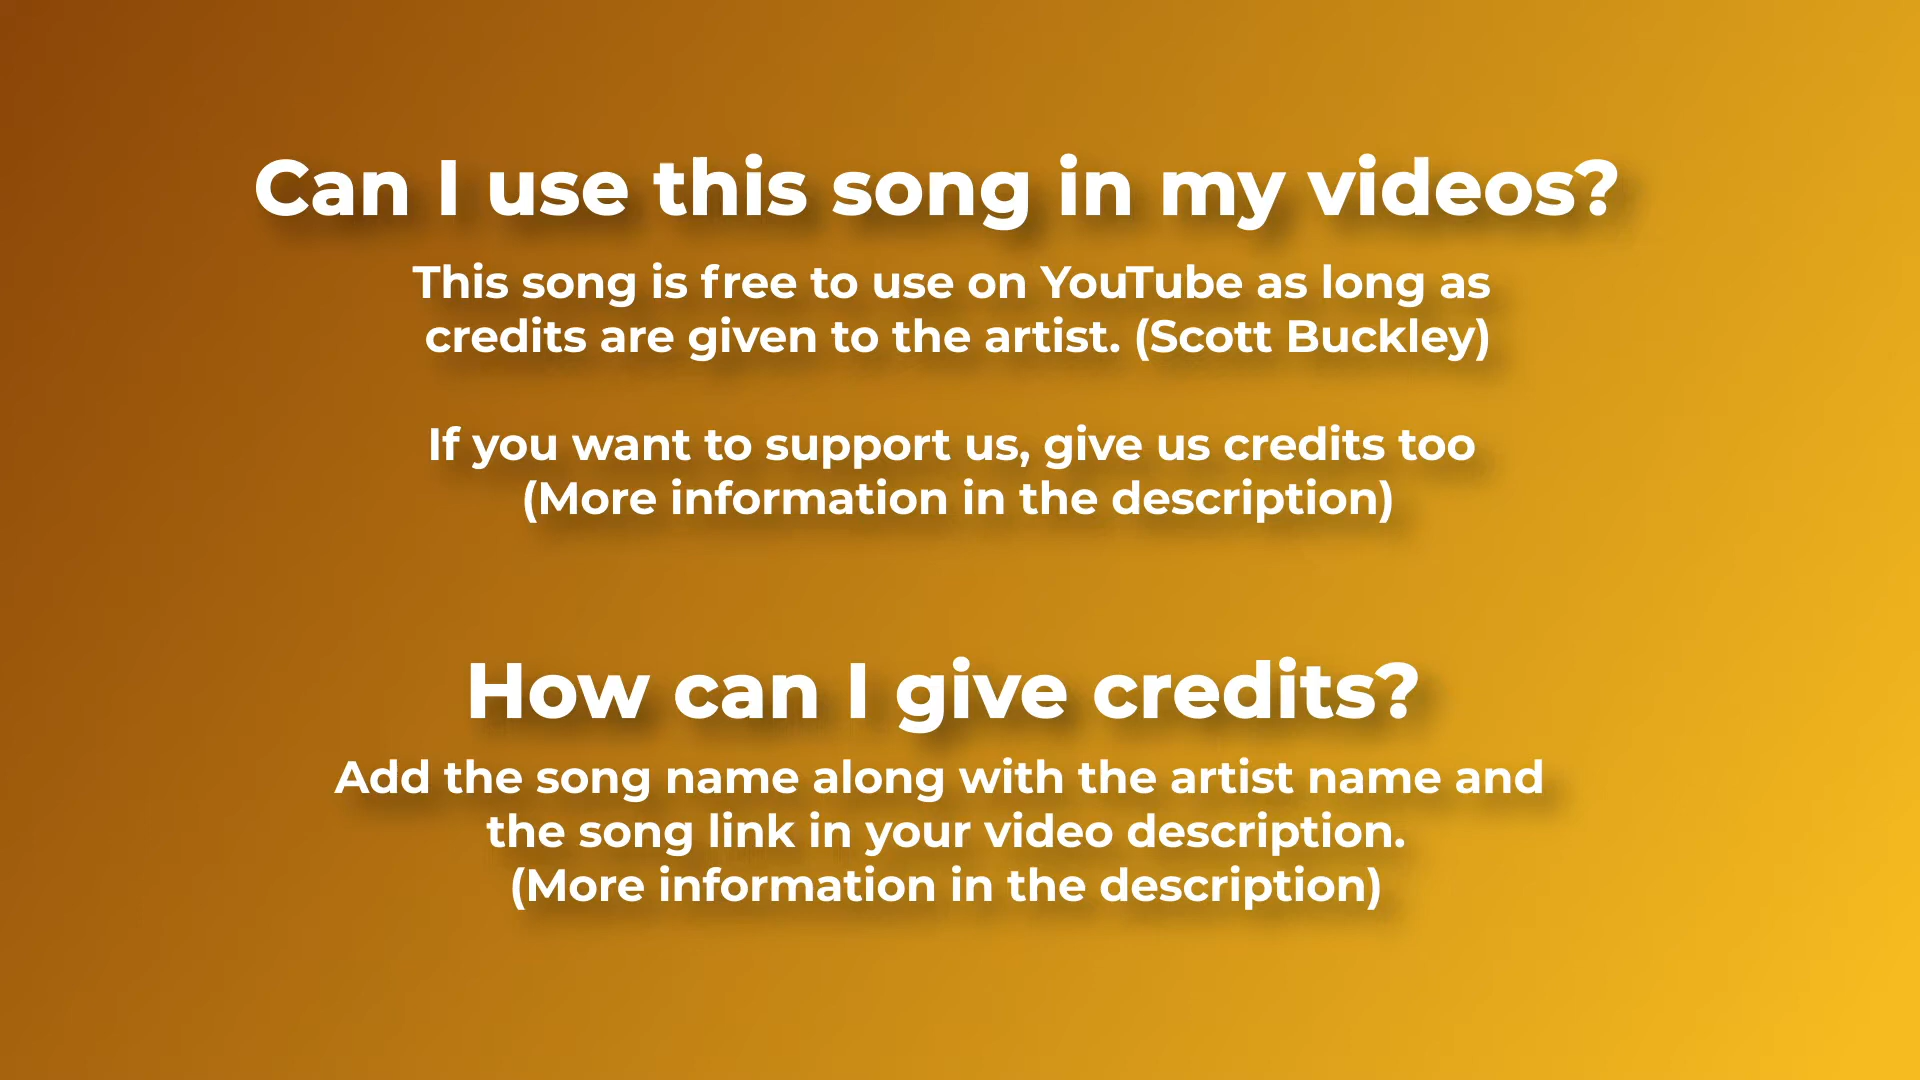 Can I use this song in my videos?
This song is free to use on YouTube as long as
credits are given to the artist. (Scott Buckley)
If you want to support us, give us credits too
(More information in the description)
How can I give credits?
Add the song name along with the artist name and
the song link in your video description.
(More information in the description)